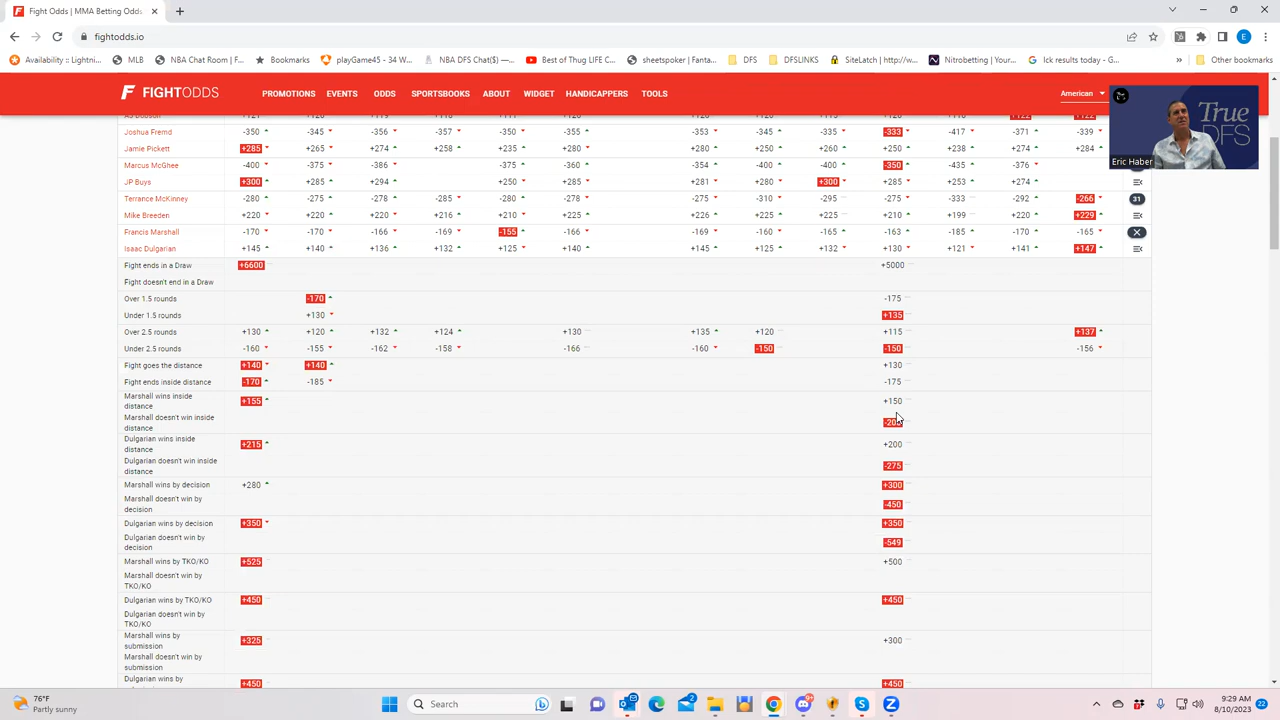 Fight Odds | MMA Betting Odds
fightodds.io
Availability :: Lightni... MLB NBA Chat Room (... Bookmarks playGame45 - 34 W... NBA DFS Chat($) —... Best of Thug LIFE C... sheetspoker | Fanta... DFS DFSLINKS SiteLatch | http://w... Nitrobetting | Your... Ick results today - G... » Other bookmarks
FIGHTODDS PROMOTIONS EVENTS ODDS SPORTSBOOKS ABOUT WIDGET HANDICAPPERS TOOLS American
True DFS
Eric Haber
Joshua Fremd -350 -345 -356 -357 -350 -355 -353 -345 -335 -333 -417 -371 -339
Jamie Pickett +285 +265 +274 +258 +235 +280 +260 +250 +260 +250 +238 +254 +284
Marcus McGhee -400 -375 -386 -375 -360 -354 -400 -400 -350 -435 -376
JP Buys +300 +285 +294 +250 +285 +281 +280 +300 +285 +253 +274
Terrance McKinney -280 -275 -278 -285 -280 -278 -275 -310 -295 -275 -333 -292 -266 31
Mike Breeden +220 +220 +220 +216 +210 +225 +226 +225 +225 +210 +199 +220 +229
Francis Marshall -170 -170 -166 -169 -155 -166 -169 -160 -165 -163 -185 -170 -165
Isaac Dulgarian +145 +140 +136 +132 +125 +140 +145 +125 +132 +130 +121 +141 +147
Fight ends in a Draw +6600 +5000
Fight doesn't end in a Draw
Over 1.5 rounds -170 -175
Under 1.5 rounds +130 +135
Over 2.5 rounds +130 +120 +132 +124 +130 +135 +120 +115 +137
Under 2.5 rounds -160 -155 -162 -158 -166 -160 -150 -150 -156
Fight goes the distance +140 +140 +130
Fight ends inside distance -170 -185 -175
Marshall wins inside
distance +155 +150
Marshall doesn't win inside
distance
Dulgarian wins inside
distance +215 +200
Dulgarian doesn't win inside
distance -275
Marshall wins by decision +280 +300
Marshall doesn't win by
decision -450
Dulgarian wins by decision +350 +350
Dulgarian doesn't win by
decision -549
Marshall wins by TKO/KO +525 +500
Marshall doesn't win by
TKO/KO
Dulgarian wins by TKO/KO +450 +450
Dulgarian doesn't win by
TKO/KO
Marshall wins by
submission +325 +300
Marshall doesn't win by
submission
Dulgarian wins by
+450 +450
76°F
Partly sunny
Search
9:29 AM
8/10/2023